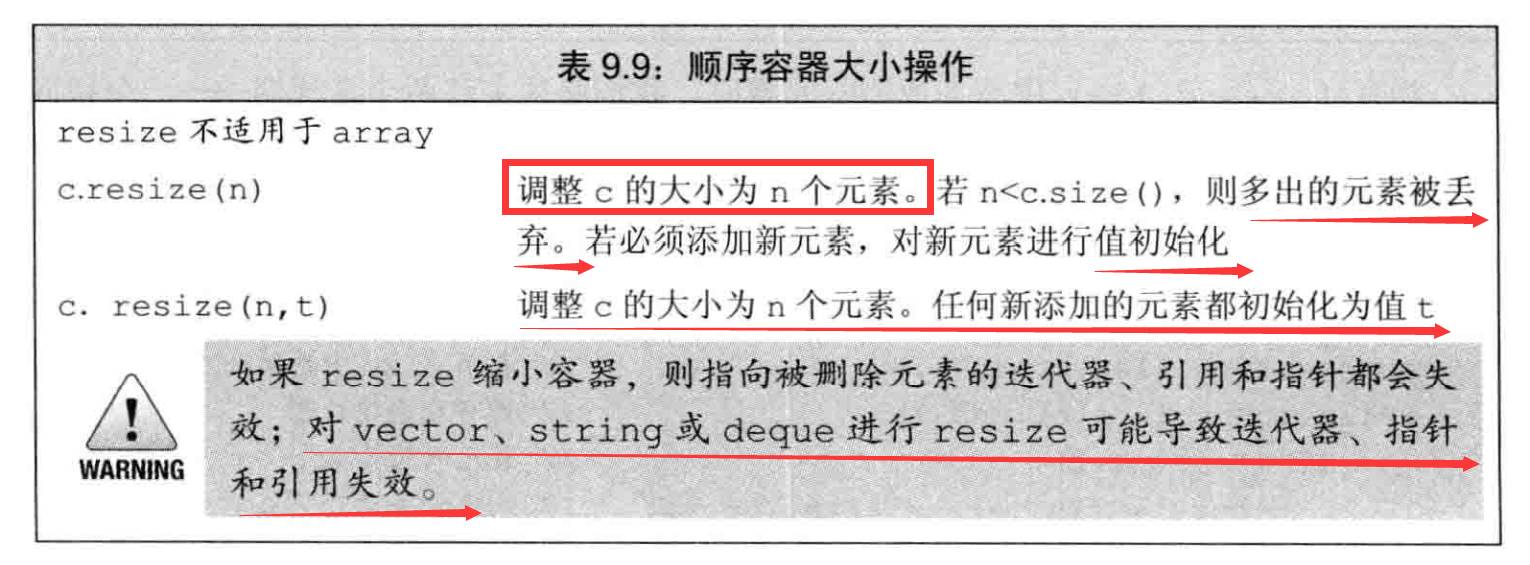 表 9.9：顺序容器大小操作
resize 不适用于 array
c.resize(n) 调整 c 的大小为 n 个元素。若 n<c.size()，则多出的元素被丢
弃。若必须添加新元素，对新元素进行值初始化
c. resize(n,t) 调整 c 的大小为 n 个元素。任何新添加的元素都初始化为值 t
如果 resize 缩小容器，则指向被删除元素的迭代器、引用和指针都会失
效；对 vector、string 或 deque 进行 resize 可能导致迭代器、指针
WARNING
和引用失效。